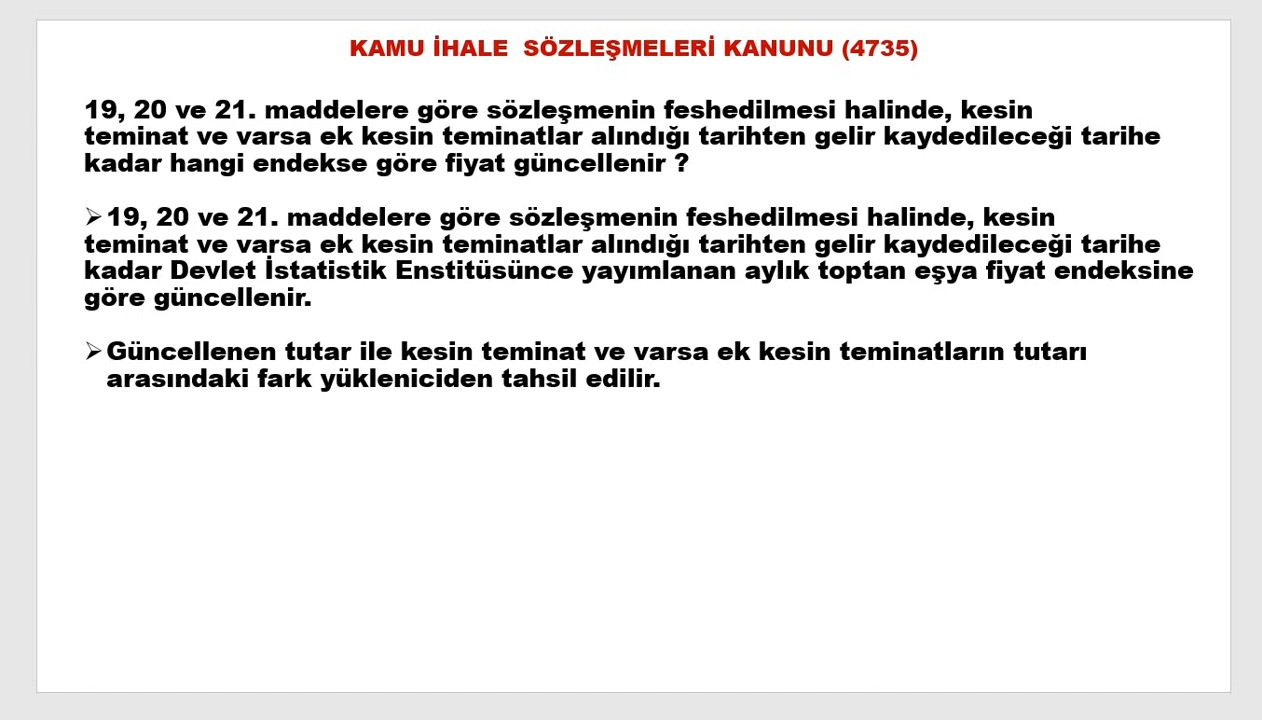 KAMU İHALE  SÖZLEŞMELERİ KANUNU (4735)
19, 20 ve 21. maddelere göre sözleşmenin feshedilmesi halinde, kesin
teminat ve varsa ek kesin teminatlar alındığı tarihten gelir kaydedileceği tarihe
kadar hangi endekse göre fiyat güncellenir ?
➢19, 20 ve 21. maddelere göre sözleşmenin feshedilmesi halinde, kesin
teminat ve varsa ek kesin teminatlar alındığı tarihten gelir kaydedileceği tarihe
kadar Devlet İstatistik Enstitüsünce yayımlanan aylık toptan eşya fiyat endeksine
göre güncellenir.
➢Güncellenen tutar ile kesin teminat ve varsa ek kesin teminatların tutarı
arasındaki fark yükleniciden tahsil edilir.